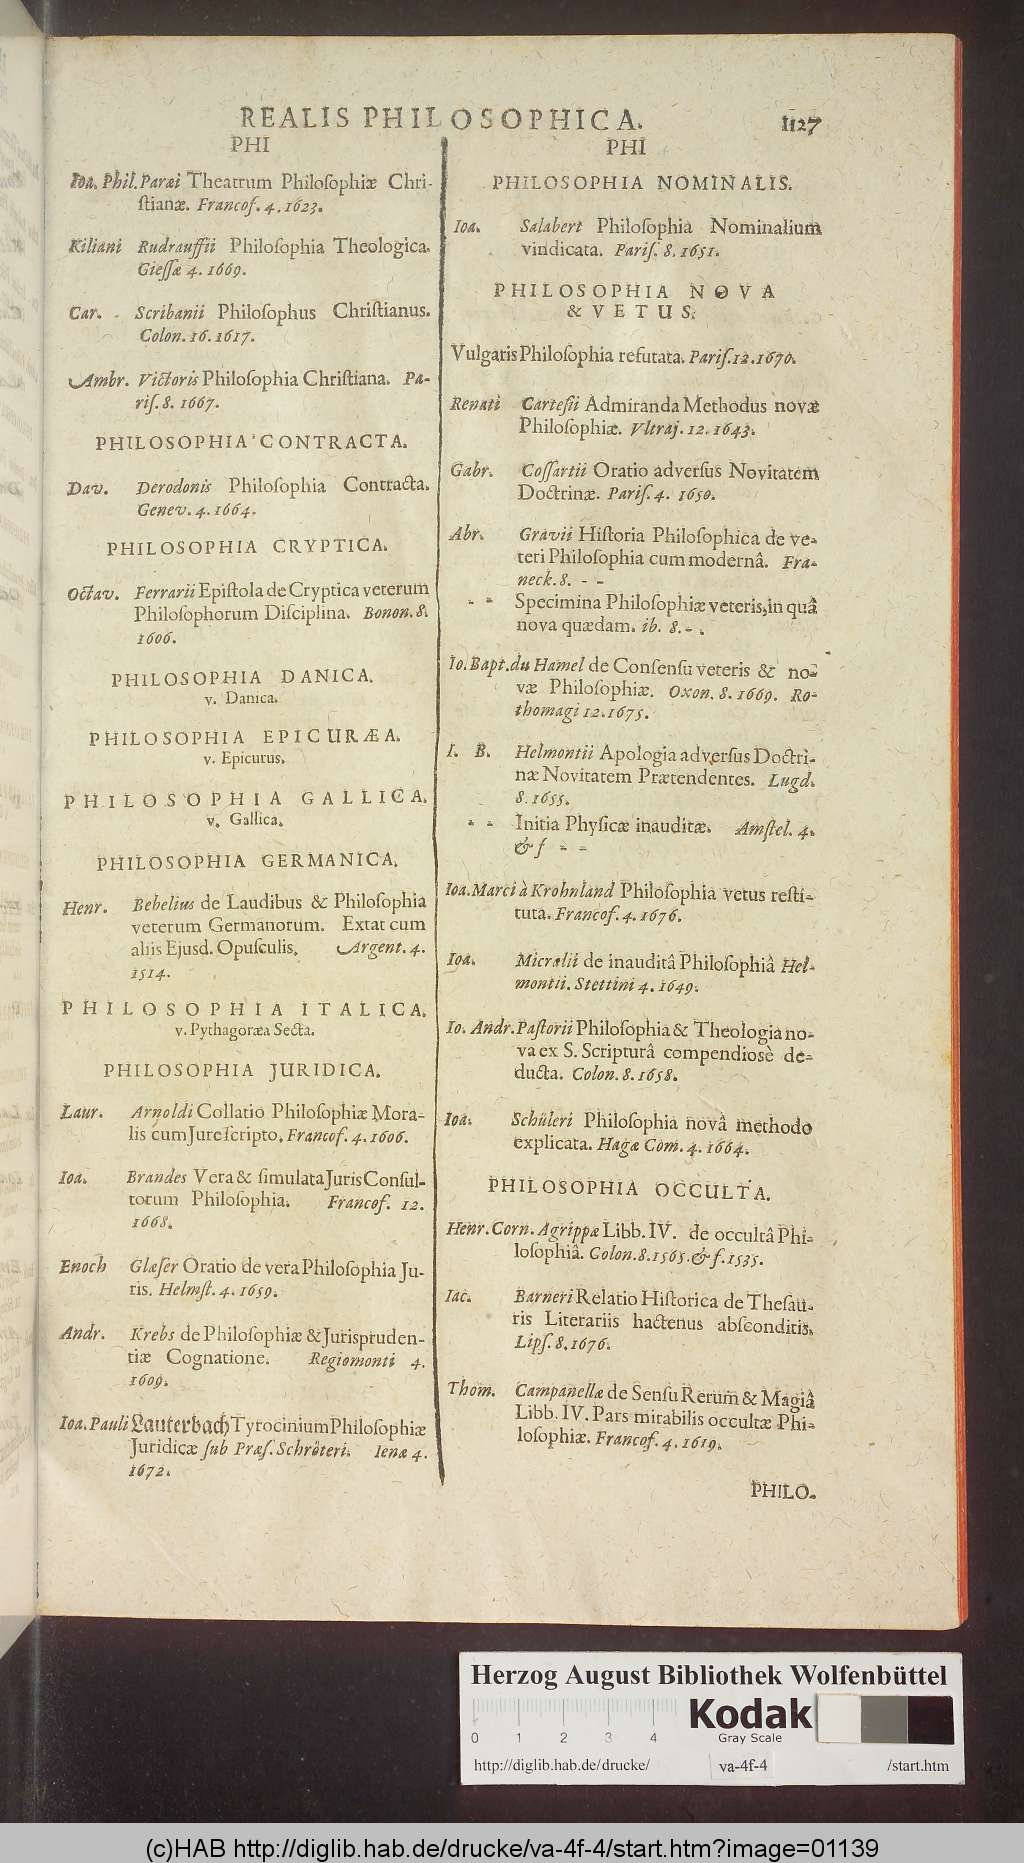 REALIS PHILOSOPHICA. 1127
PHI
Ioa. Phil. Paræi Theatrum Philoſophiæ Chri-
ſtianæ. Francof. 4. 1623.
Kiliani Rudrauffii Philoſophia Theologica.
Gieſſæ 4. 1669.
Car. Scribanii Philoſophus Chriſtianus.
Colon. 16. 1617.
Ambr. Victoris Philoſophia Chriſtiana. Pa-
riſ. 8. 1667.
PHILOSOPHIA CONTRACTA.
Dav. Derodonis Philoſophia Contracta.
Genev. 4. 1664.
PHILOSOPHIA CRYPTICA.
Octav. Ferrarii Epiſtola de Cryptica veterum
Philoſophorum Diſciplina. Bonon. 8.
1606.
PHILOSOPHIA DANICA.
v. Danica.
PHILOSOPHIA EPICURÆA.
v. Epicurus.
PHILOSOPHIA GALLICA.
v. Gallica.
PHILOSOPHIA GERMANICA.
Henr. Bebelius de Laudibus & Philoſophia
veterum Germanorum. Extat cum
aliis Ejusd. Opuſculis. Argent. 4.
1514.
PHILOSOPHIA ITALICA.
v. Pythagoræa Secta.
PHILOSOPHIA JURIDICA.
Laur. Arnoldi Collatio Philoſophiæ Mora-
lis cum Jure ſcripto. Francof. 4. 1606.
Ioa. Brandes Vera & ſimulata Juris Conſul-
torum Philoſophia. Francof. 12.
1668.
Enoch Glæſer Oratio de vera Philoſophia Ju-
ris. Helmſt. 4. 1659.
Andr. Krebs de Philoſophiæ & Jurispruden-
tiæ Cognatione. Regiomonti 4.
1609.
Ioa. Pauli Lauterbach Tyrocinium Philoſophiæ
Juridicæ ſub Præſ. Schröteri. Ienæ 4.
1672.
PHI
PHILOSOPHIA NOMINALIS.
Ioa. Salabert Philoſophia Nominalium
vindicata. Pariſ. 8. 1651.
PHILOSOPHIA NOVA
& VETUS.
Vulgaris Philoſophia refutata. Pariſ. 12. 1670.
Renati Carteſii Admiranda Methodus novæ
Philoſophiæ. Vltraj. 12. 1643.
Gabr. Coſſartii Oratio adverſus Novitatem
Doctrinæ. Pariſ. 4. 1650.
Abr. Gravii Hiſtoria Philoſophica de ve-
teri Philoſophia cum modernâ. Fra-
neck. 8. - -
- - Specimina Philoſophiæ veteris, in quâ
nova quædam. ib. 8. - .
Io. Bapt. du Hamel de Conſenſu veteris & no-
væ Philoſophiæ. Oxon. 8. 1669. Ro-
thomagi 12. 1675.
I. B. Helmontii Apologia adverſus Doctri-
næ Novitatem Prætendentes. Lugd.
8. 1655.
- - Initia Phyſicæ inauditæ. Amſtel. 4.
& f - -
Ioa. Marci à Krohnland Philoſophia vetus reſti-
tuta. Francof. 4. 1676.
Ioa. Micrælii de inauditâ Philoſophiâ Hel-
montii. Stettini 4. 1649.
Io. Andr. Paſtorii Philoſophia & Theologia no-
va ex S. Scripturâ compendiosè de-
ducta. Colon. 8. 1658.
Ioa. Schüleri Philoſophia novâ methodo
explicata. Hagæ Com. 4. 1664.
PHILOSOPHIA OCCULTA.
Henr. Corn. Agrippæ Libb. IV. de occultâ Phi-
loſophiâ. Colon. 8. 1565. & f. 1535.
Iac. Barneri Relatio Hiſtorica de Theſau-
ris Literariis hactenus abſconditis.
Lipſ. 8. 1676.
Thom. Campanellæ de Senſu Rerum & Magiâ
Libb. IV. Pars mirabilis occultæ Phi-
loſophiæ. Francof. 4. 1619.
PHILO-
Herzog August Bibliothek Wolfenbüttel
0 1 2 3 4
Kodak
Gray Scale
http://diglib.hab.de/drucke/ va-4f-4 /start.htm
(c)HAB http://diglib.hab.de/drucke/va-4f-4/start.htm?image=01139